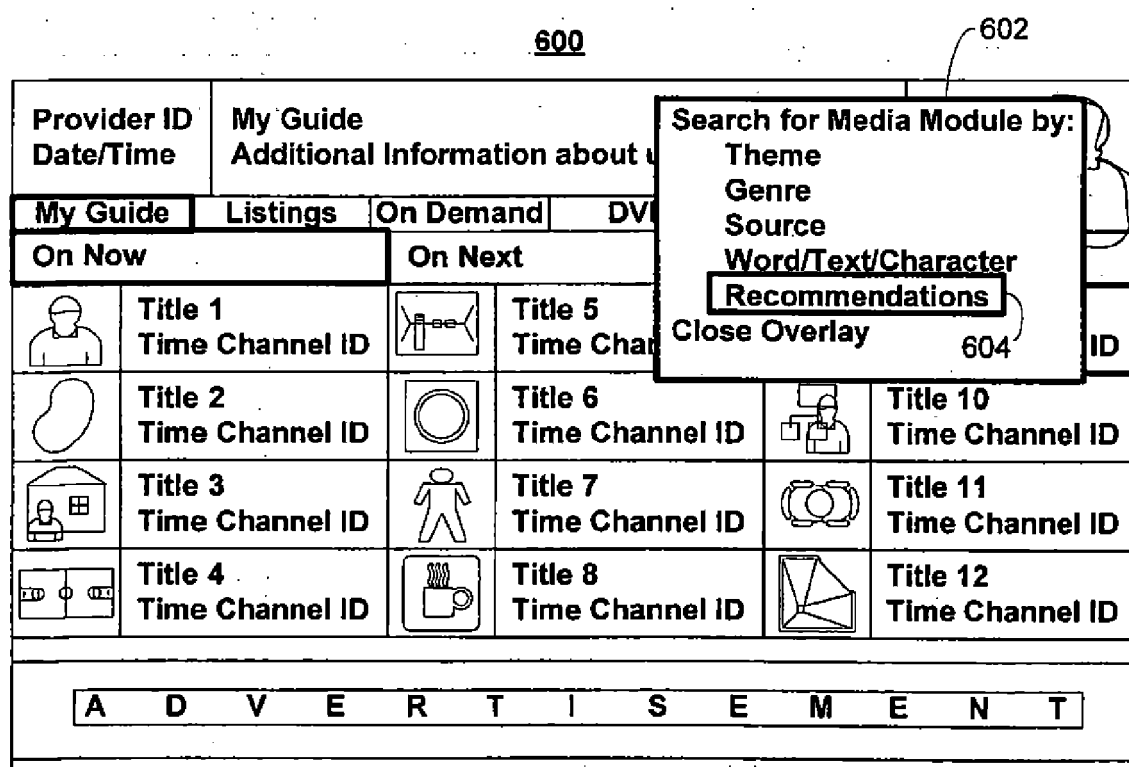 600
602
Provider ID
Date/Time
My Guide
Additional Information about
Search for Media Module by:
Theme
Genre
Source
Word/Text/Character
Recommendations
Close Overlay
604
My Guide Listings On Demand
On Now On Next
Title 1
Time Channel ID
Title 5
Time
ID
Title 2
Time Channel ID
Title 6
Time Channel ID
Title 10
Time Channel ID
Title 3
Time Channel ID
Title 7
Time Channel ID
Title 11
Time Channel ID
Title 4
Time Channel ID
Title 8
Time Channel ID
Title 12
Time Channel ID
A D V E R T I S E M E N T